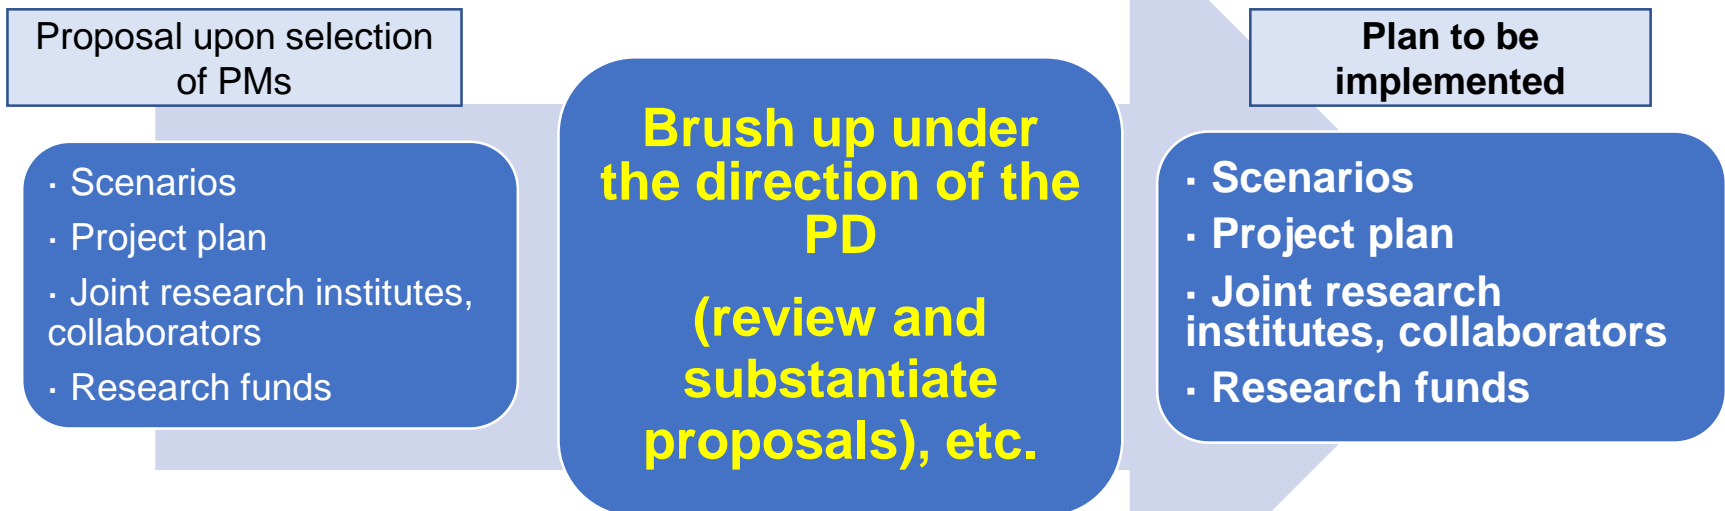 Proposal upon selection
of PMs
· Scenarios
· Project plan
· Joint research institutes,
collaborators
· Research funds
Brush up under
the direction of the
PD
(review and
substantiate
proposals), etc.
Plan to be
implemented
· Scenarios
· Project plan
· Joint research
institutes, collaborators
· Research funds